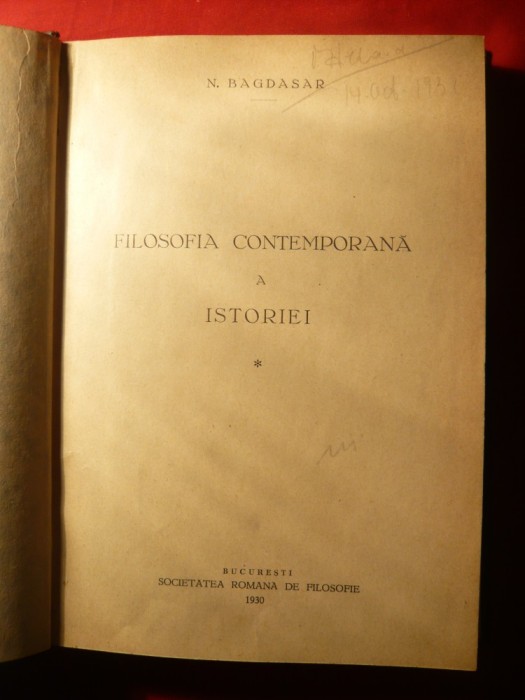 N. BAGDASAR
FILOSOFIA CONTEMPORANĂ
A
ISTORIEI
*
BUCUREȘTI
SOCIETATEA ROMANA DE FILOSOFIE
1930